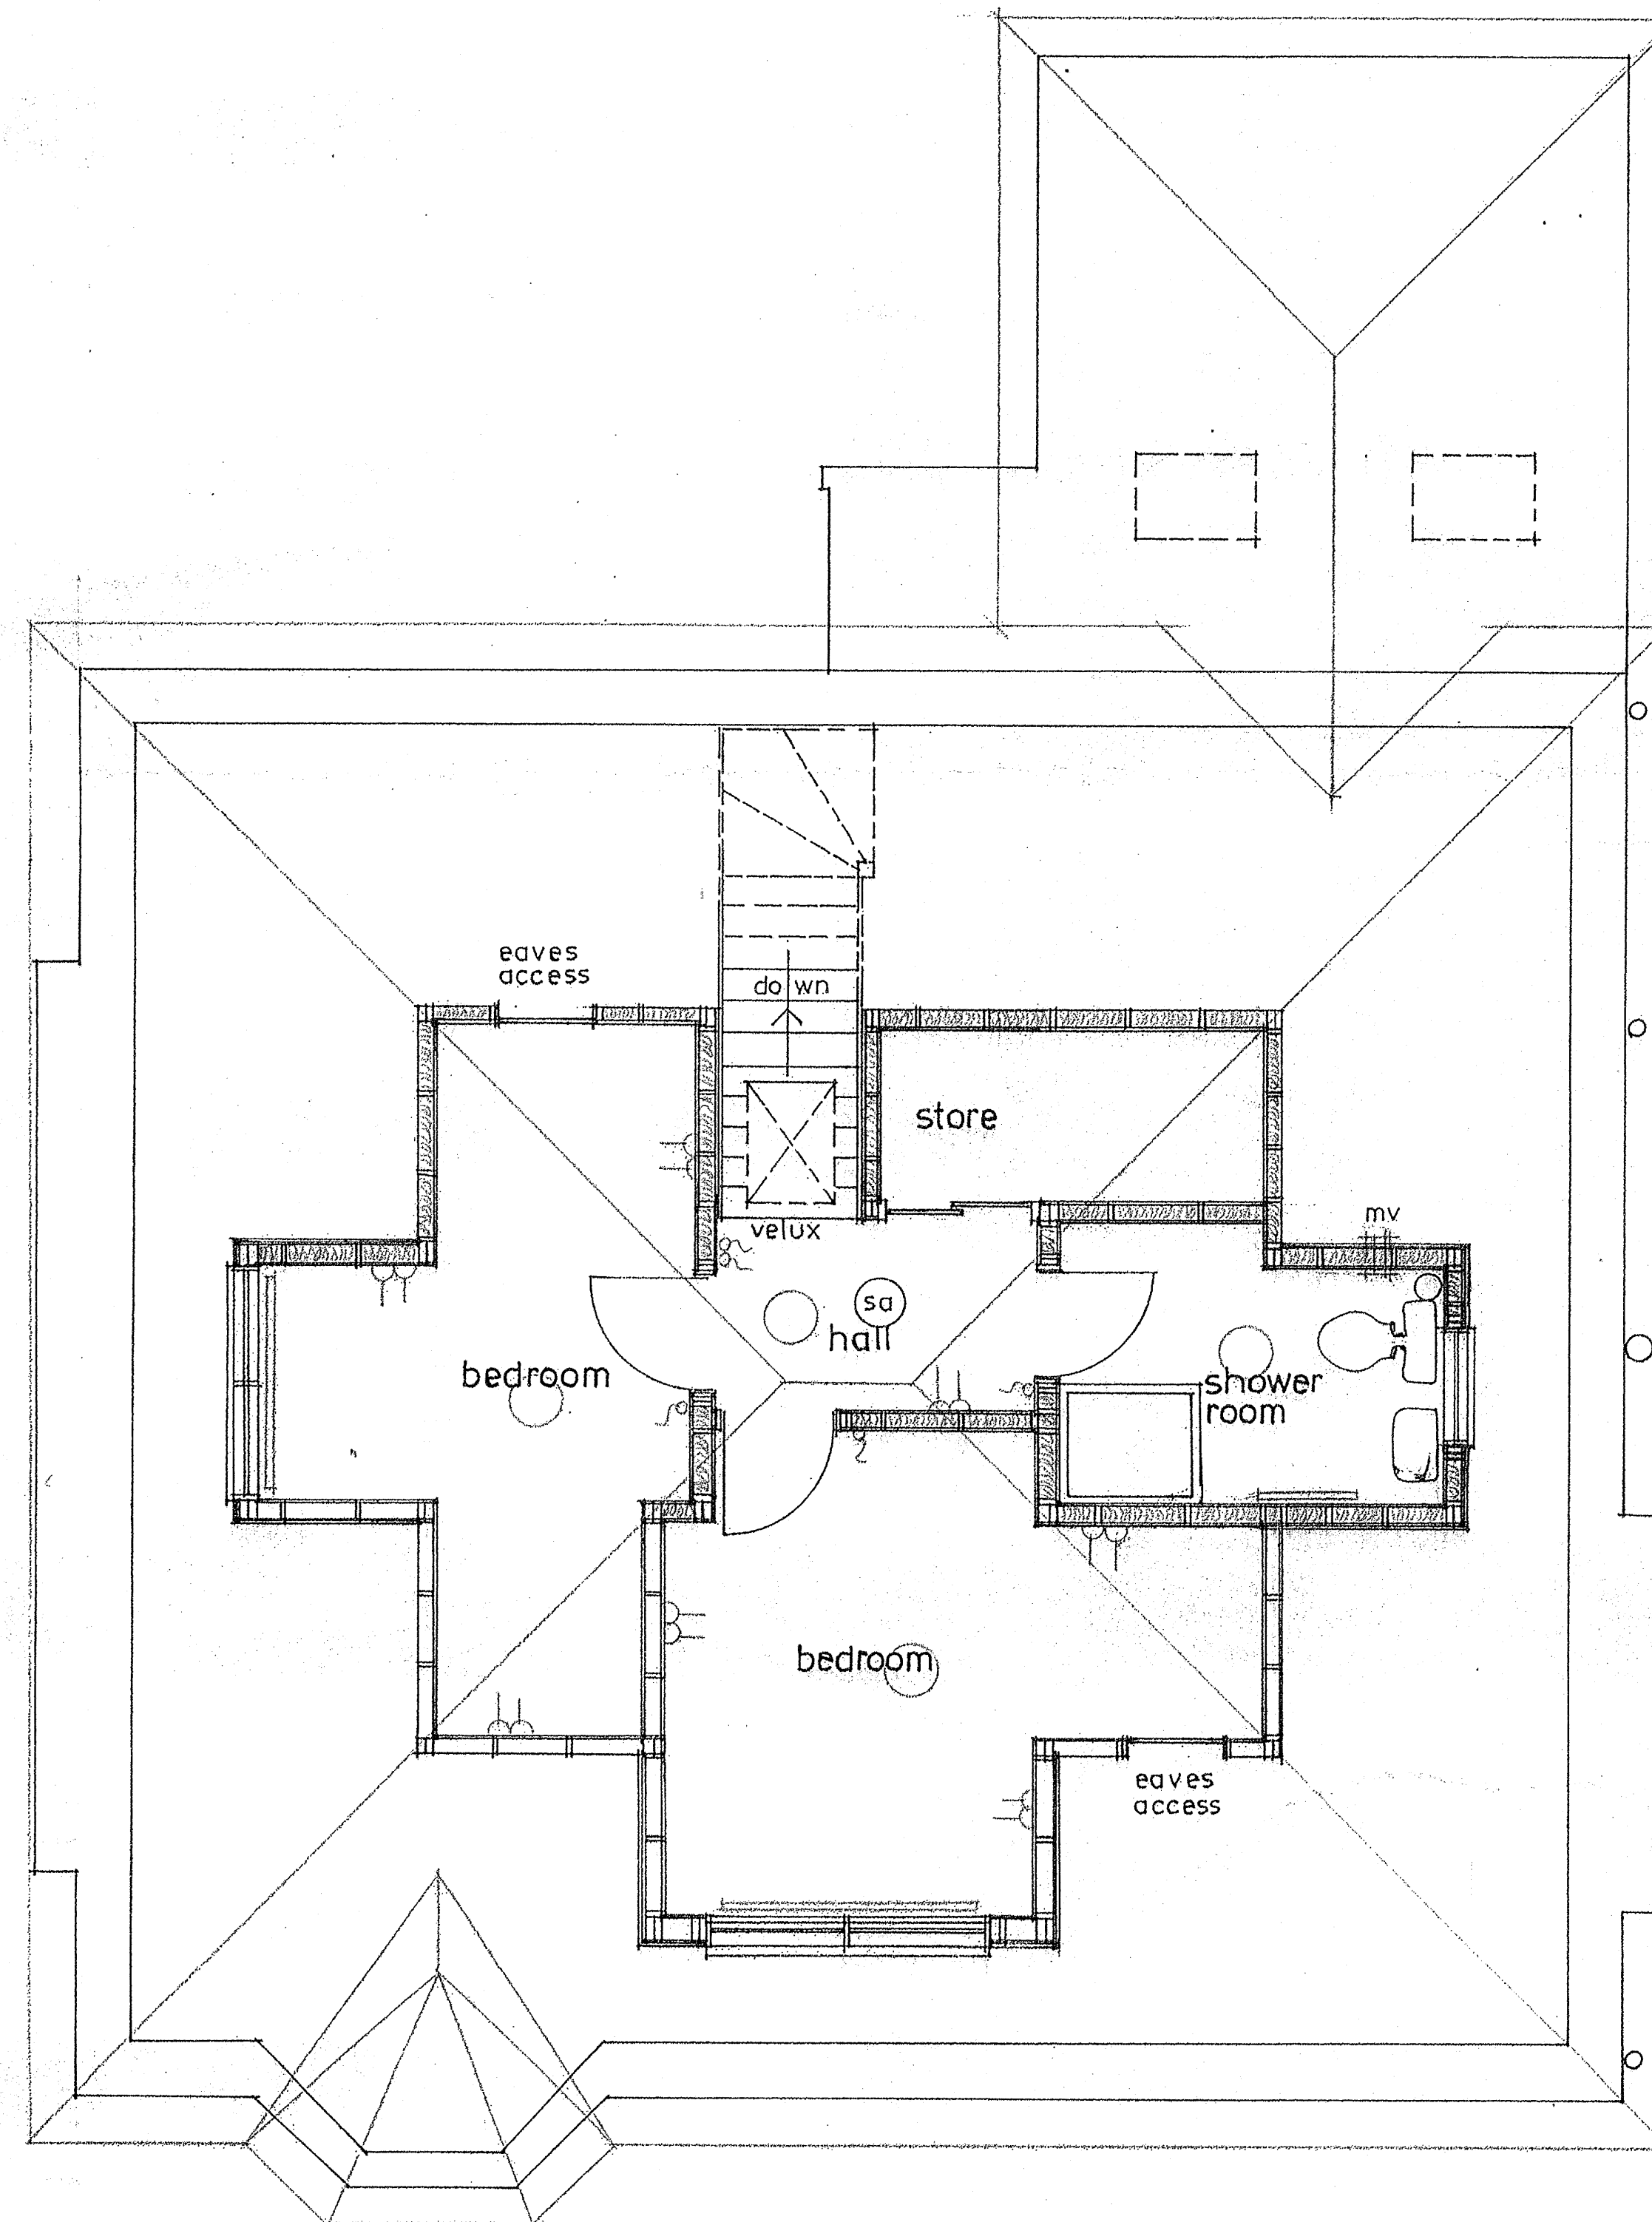 eaves
access
do wn
store
velux
mv
sa
hall
bedroom
shower
room
bedroom
eaves
access